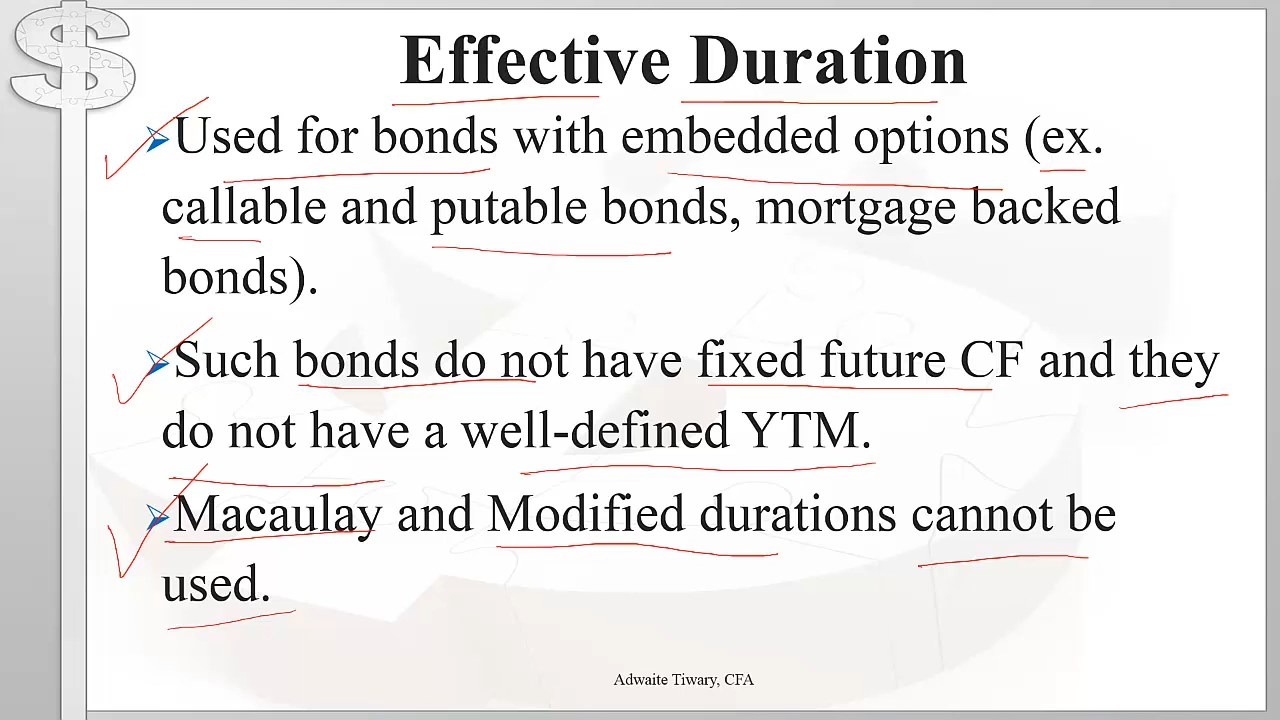 Effective Duration
Used for bonds with embedded options (ex.
callable and putable bonds, mortgage backed
bonds).
Such bonds do not have fixed future CF and they
do not have a well-defined YTM.
Macaulay and Modified durations cannot be
used.
Adwaite Tiwary, CFA